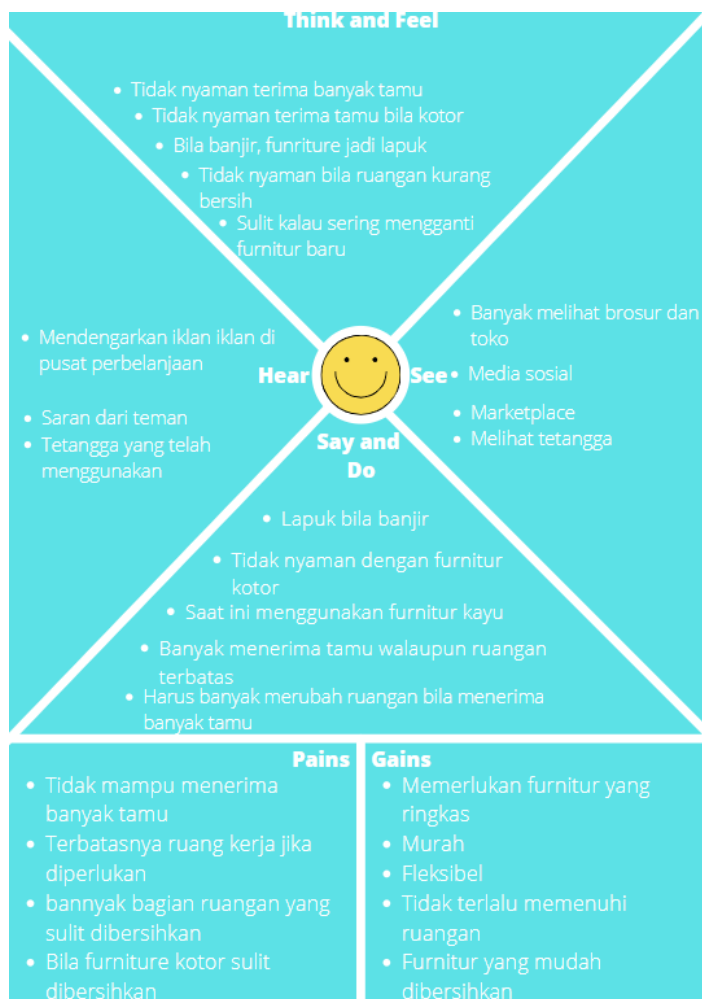 Think and Feel
• Tidak nyaman terima banyak tamu
• Tidak nyaman terima tamu bila kotor
• Bila banjir, funriture jadi lapuk
• Tidak nyaman bila ruangan kurang
bersih
• Sulit kalau sering mengganti
furnitur baru
Hear
• Mendengarkan iklan iklan di
pusat perbelanjaan
• Saran dari teman
• Tetangga yang telah
menggunakan
See
• Banyak melihat brosur dan
toko
• Media sosial
• Marketplace
• Melihat tetangga
Say and
Do
• Lapuk bila banjir
• Tidak nyaman dengan furnitur
kotor
• Saat ini menggunakan furnitur kayu
• Banyak menerima tamu walaupun ruangan
terbatas
• Harus banyak merubah ruangan bila menerima
banyak tamu
Pains
• Tidak mampu menerima
banyak tamu
• Terbatasnya ruang kerja jika
diperlukan
• bannyak bagian ruangan yang
sulit dibersihkan
• Bila furniture kotor sulit
dibersihkan
Gains
• Memerlukan furnitur yang
ringkas
• Murah
• Fleksibel
• Tidak terlalu memenuhi
ruangan
• Furnitur yang mudah
dibersihkan